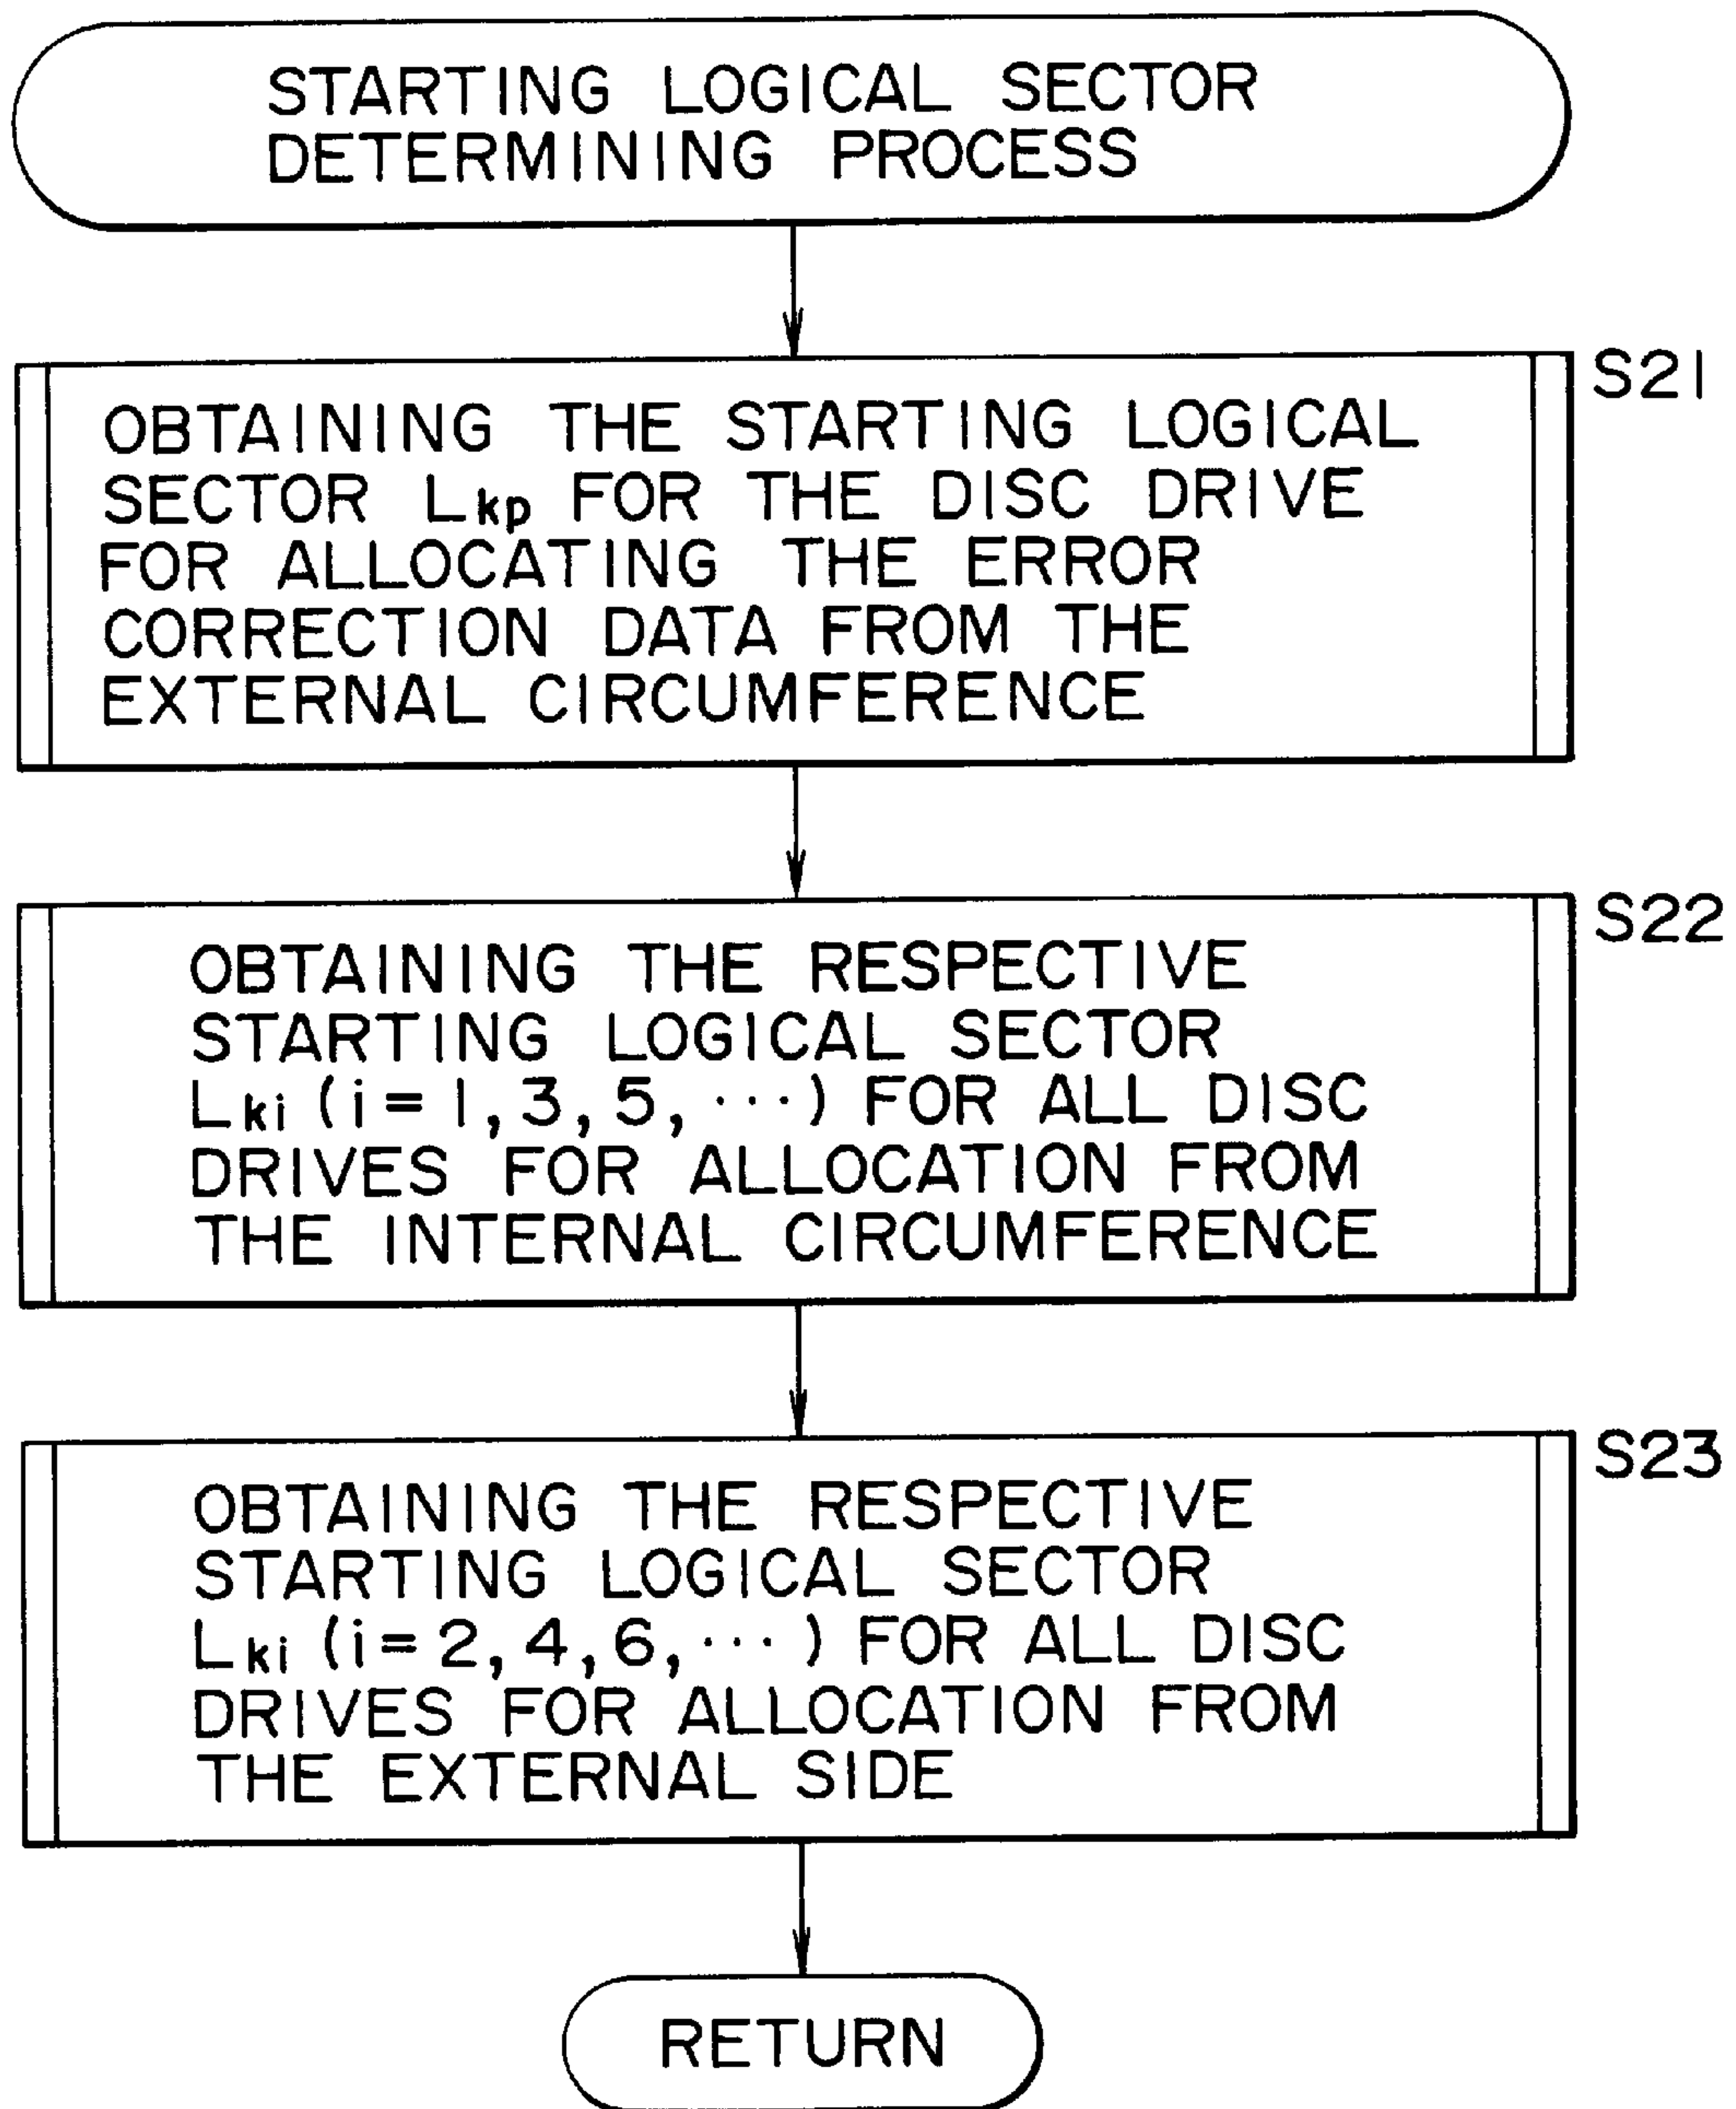 STARTING LOGICAL SECTOR
DETERMINING PROCESS
S21
OBTAINING THE STARTING LOGICAL
SECTOR Lkp FOR THE DISC DRIVE
FOR ALLOCATING THE ERROR
CORRECTION DATA FROM THE
EXTERNAL CIRCUMFERENCE
S22
OBTAINING THE RESPECTIVE
STARTING LOGICAL SECTOR
Lki (i=1,3,5,···) FOR ALL DISC
DRIVES FOR ALLOCATION FROM
THE INTERNAL CIRCUMFERENCE
S23
OBTAINING THE RESPECTIVE
STARTING LOGICAL SECTOR
Lki (i=2,4,6,···) FOR ALL DISC
DRIVES FOR ALLOCATION FROM
THE EXTERNAL SIDE
RETURN